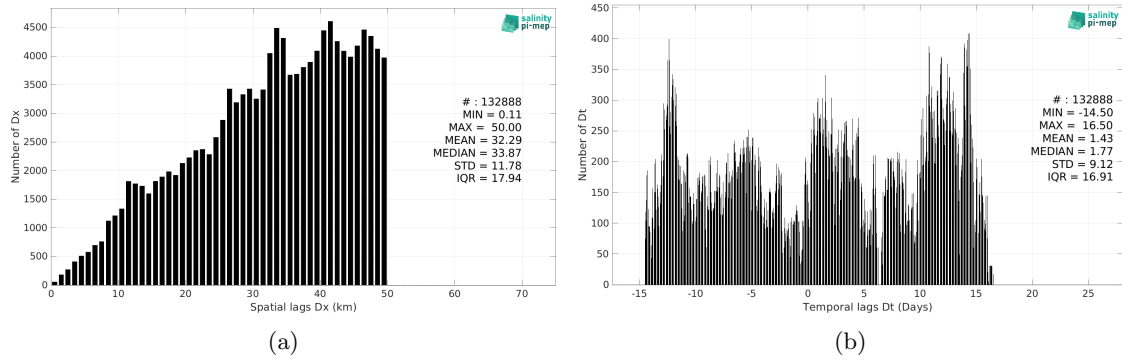 4500
4000
3500
3000
2500
2000
1500
1000
500
0
Number of Dx
0 10 20 30 40 50 60 70
Spatial lags Dx (km)
salinity
pi-mep
# : 132888
MIN = 0.11
MAX = 50.00
MEAN = 32.29
MEDIAN = 33.87
STD = 11.78
IQR = 17.94
(a)
450
400
350
300
250
200
150
100
50
0
Number of Dt
-15 -10 -5 0 5 10 15 20 25
Temporal lags Dt (Days)
salinity
pi-mep
# : 132888
MIN = -14.50
MAX = 16.50
MEAN = 1.43
MEDIAN = 1.77
STD = 9.12
IQR = 16.91
(b)